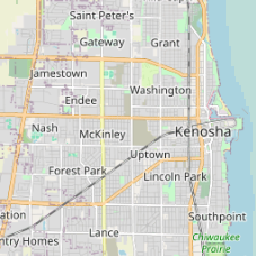 Saint Peter's
Gateway
Grant
Jamestown
Washington
Endee
Nash
McKinley
Kenosha
Uptown
Forest Park
Lincoln Park
ation
Southpoint
Lance
Chiwaukee
Prairie
ntry Homes